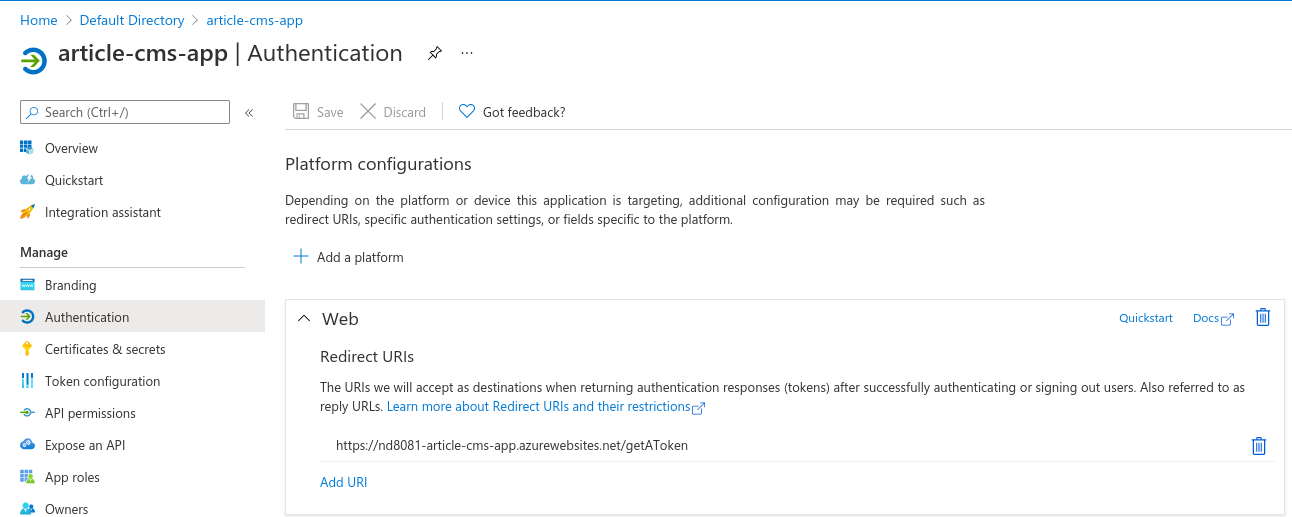 Home > Default Directory > article-cms-app
article-cms-app | Authentication ...
Search (Ctrl+/) «
Overview
Quickstart
Integration assistant
Manage
Branding
Authentication
Certificates & secrets
Token configuration
API permissions
Expose an API
App roles
Owners
Save Discard Got feedback?
Platform configurations
Depending on the platform or device this application is targeting, additional configuration may be required such as
redirect URIs, specific authentication settings, or fields specific to the platform.
Add a platform
Web Quickstart Docs
Redirect URIs
The URIs we will accept as destinations when returning authentication responses (tokens) after successfully authenticating or signing out users. Also referred to as
reply URLs. Learn more about Redirect URIs and their restrictions
https://nd8081-article-cms-app.azurewebsites.net/getAToken
Add URI